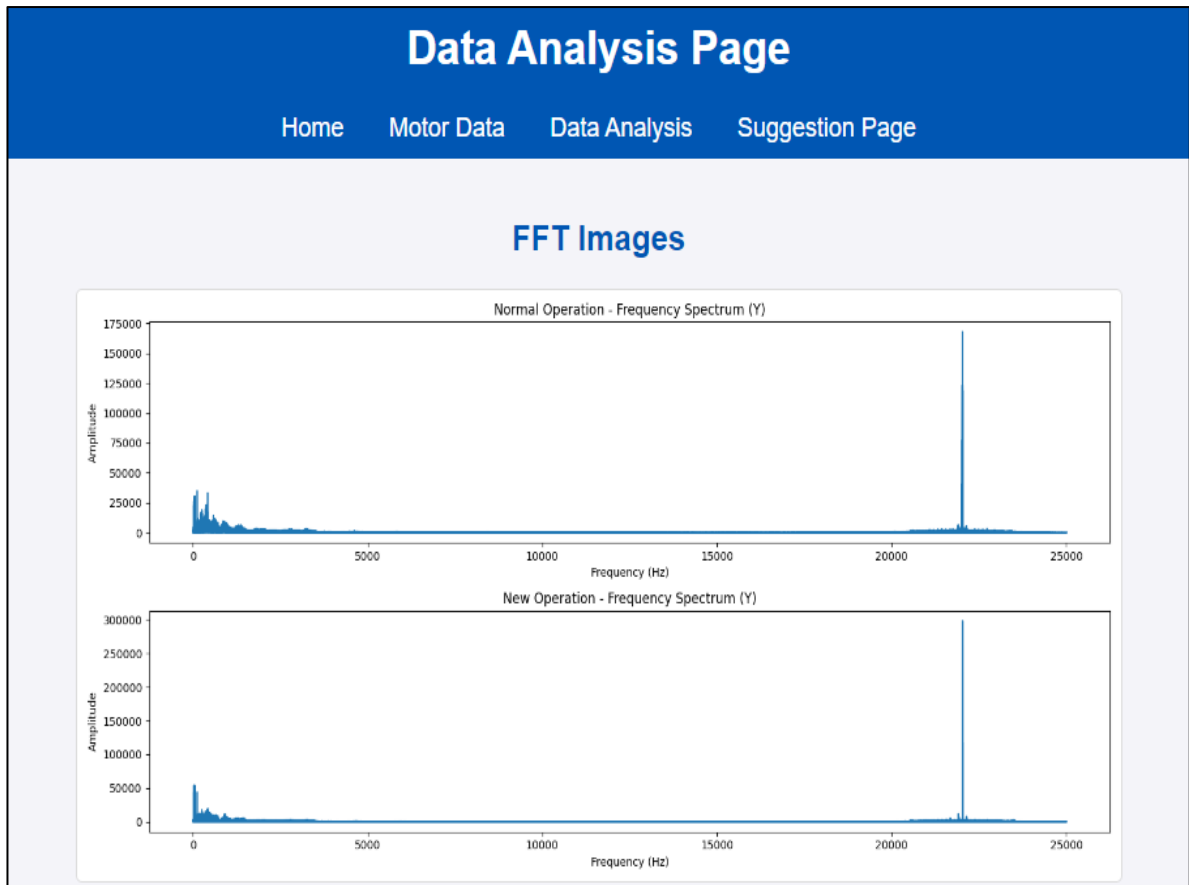 Data Analysis Page
Home Motor Data Data Analysis Suggestion Page
FFT Images
Normal Operation - Frequency Spectrum (Y)
175000
150000
125000
100000
75000
50000
25000
0
Amplitude
0 5000 10000 15000 20000 25000
Frequency (Hz)
New Operation - Frequency Spectrum (Y)
300000
250000
200000
150000
100000
50000
0
Amplitude
0 5000 10000 15000 20000 25000
Frequency (Hz)